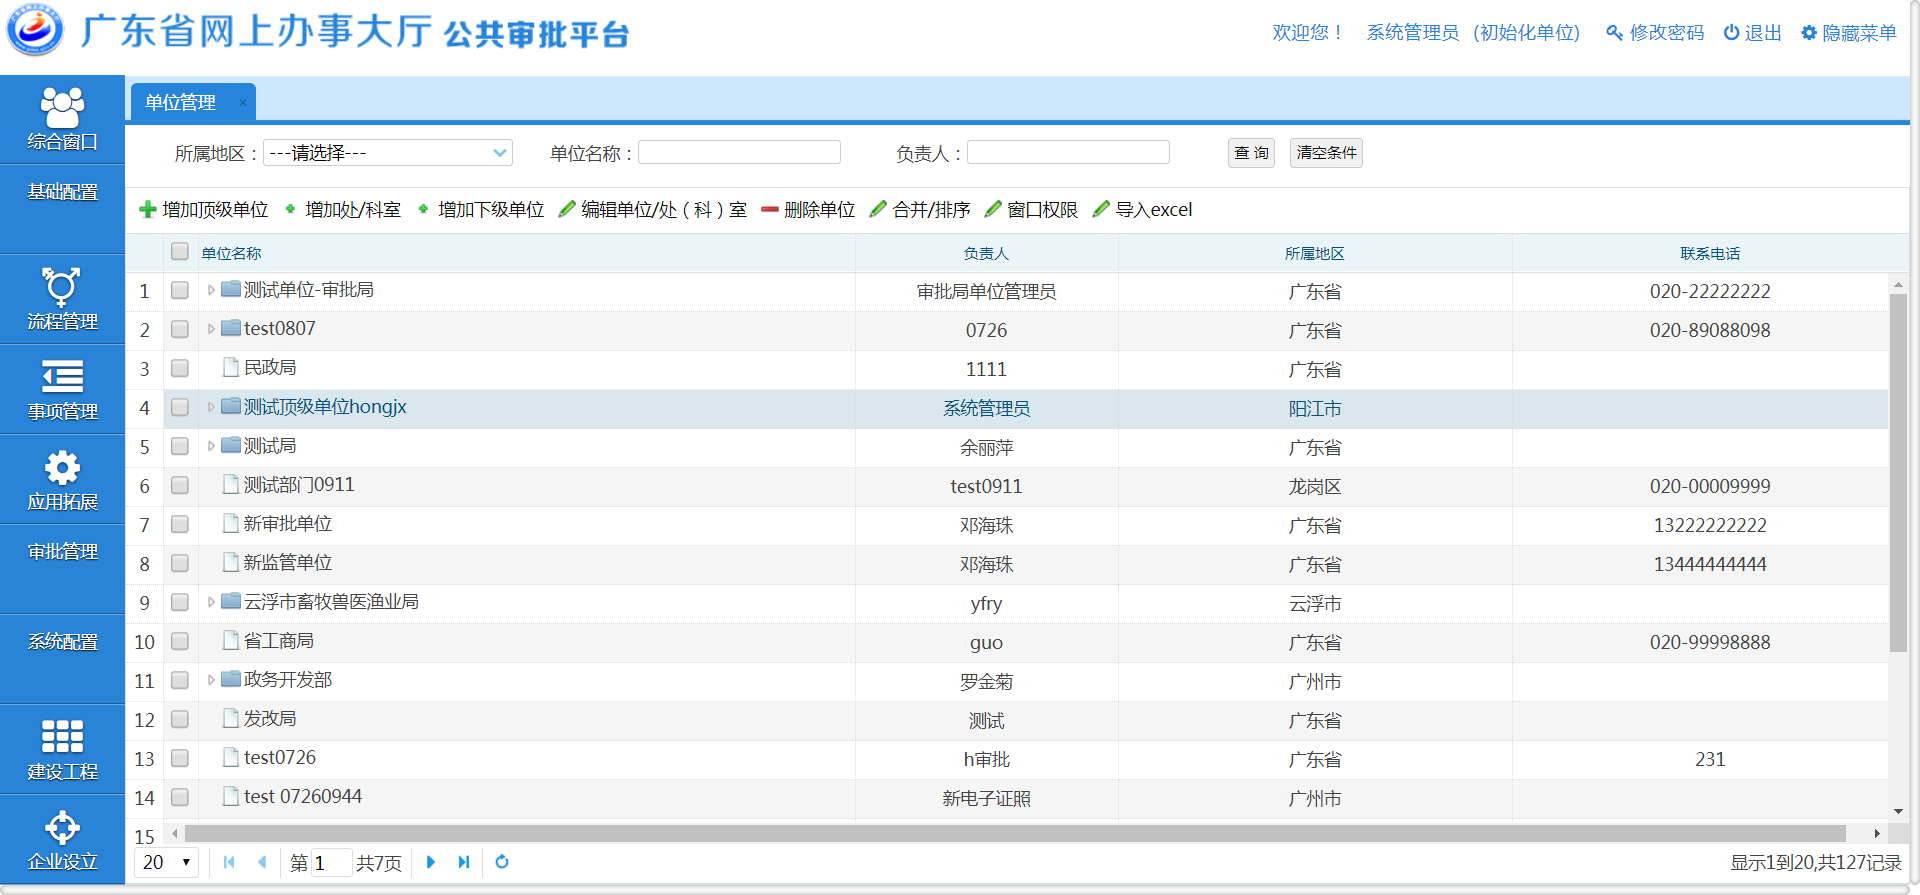 广东省网上办事大厅 公共审批平台
欢迎您！ 系统管理员 (初始化单位) 修改密码 退出 隐藏菜单
综合窗口
基础配置
流程管理
事项管理
应用拓展
审批管理
系统配置
建设工程
企业设立
单位管理 ×
所属地区： ---请选择--- 单位名称： 负责人： 查 询 清空条件
增加顶级单位 增加处/科室 增加下级单位 编辑单位/处（科）室 删除单位 合并/排序 窗口权限 导入excel
单位名称 负责人 所属地区 联系电话
1 测试单位-审批局 审批局单位管理员 广东省 020-22222222
2 test0807 0726 广东省 020-89088098
3 民政局 1111 广东省
4 测试顶级单位hongjx 系统管理员 阳江市
5 测试局 余丽萍 广东省
6 测试部门0911 test0911 龙岗区 020-00009999
7 新审批单位 邓海珠 广东省 13222222222
8 新监管单位 邓海珠 广东省 13444444444
9 云浮市畜牧兽医渔业局 yfry 云浮市
10 省工商局 guo 广东省 020-99998888
11 政务开发部 罗金菊 广州市
12 发改局 测试 广东省
13 test0726 h审批 广东省 231
14 test 07260944 新电子证照 广州市
15
20 第 1 共7页 显示1到20,共127记录